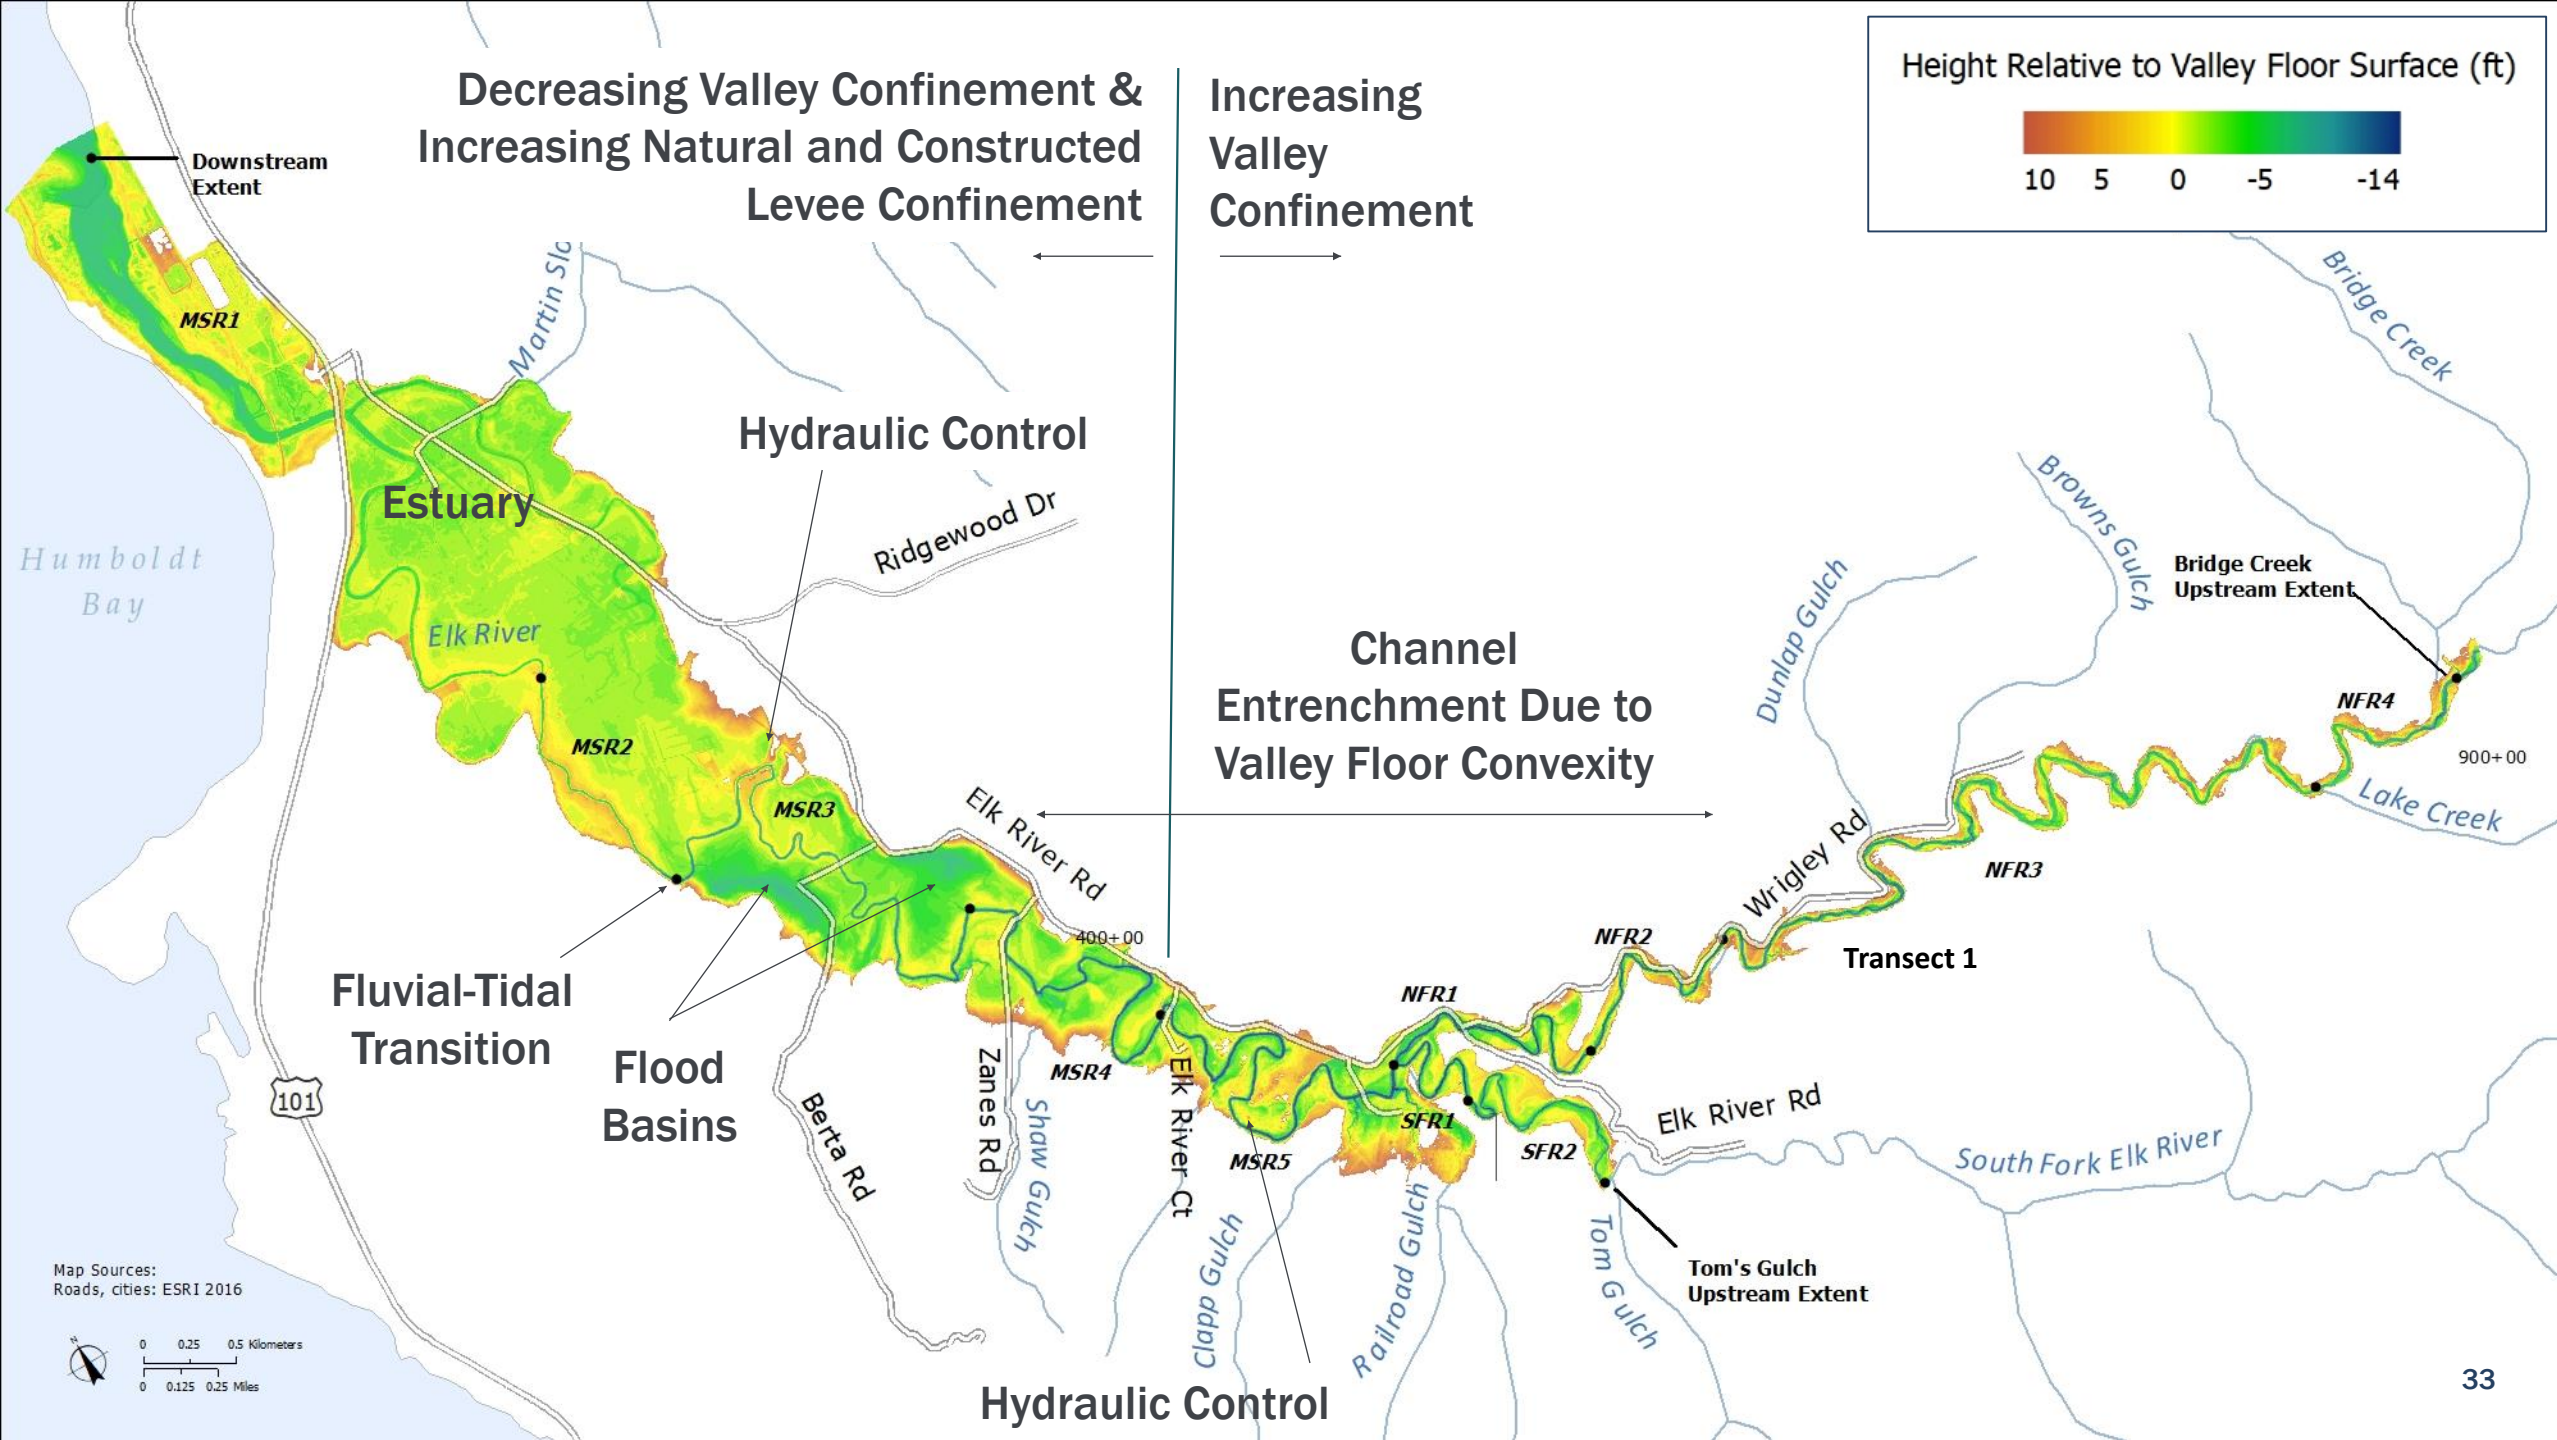 Height Relative to Valley Floor Surface (ft)
10 5 0 -5 -14
Decreasing Valley Confinement &
Increasing Natural and Constructed
Levee Confinement
Increasing
Valley
Confinement
Downstream
Extent
MSR1
Bridge Creek
Hydraulic Control
Estuary
Ridgewood Dr
Browns Gulch
Humboldt
Bay
Elk River
Dunlap Gulch
Bridge Creek
Upstream Extent
Channel
Entrenchment Due to
Valley Floor Convexity
NFR4
MSR2
900+00
MSR3
Elk River Rd
Lake Creek
Wrigley Rd
NFR3
400+00
NFR2
Transect 1
Fluvial-Tidal
Transition
NFR1
Flood
Basins
Zanes Rd
MSR4
Elk River Ct
101
Berta Rd
Shaw Gulch
SFR1
Elk River Rd
MSR5
SFR2
South Fork Elk River
Clapp Gulch
Railroad Gulch
Tom Gulch
Tom's Gulch
Upstream Extent
Map Sources:
Roads, cities: ESRI 2016
N
0 0.25 0.5 Kilometers
0 0.125 0.25 Miles
Hydraulic Control
33
Martin Slo